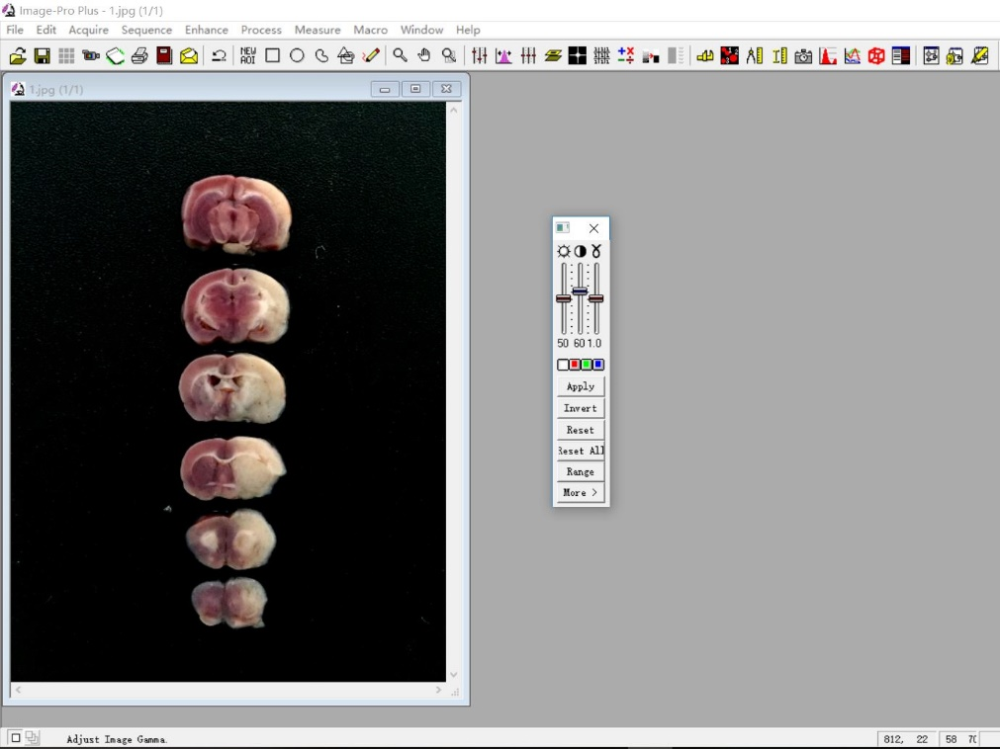 Image-Pro Plus - 1.jpg (1/1)
File Edit Acquire Sequence Enhance Process Measure Macro Window Help
NEW AOI
1.jpg (1/1)
50 60 1.0
Apply
Invert
Reset
Reset All
Range
More >
Adjust Image Gamma.
812, 22 58